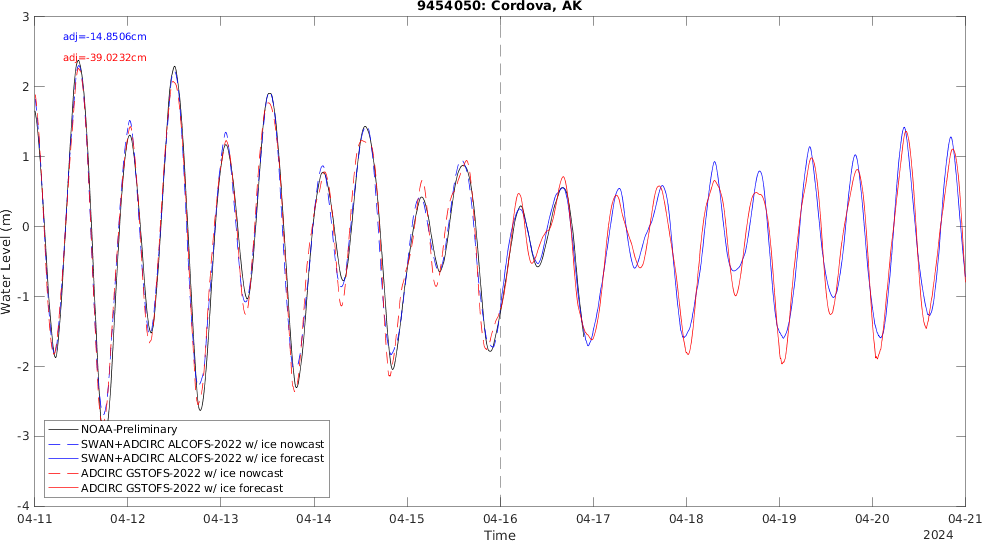 9454050: Cordova, AK
adj=-14.8506cm
adj=-39.0232cm
3
2
1
0
-1
-2
-3
-4
Water Level (m)
NOAA-Preliminary
SWAN+ADCIRC ALCOFS-2022 w/ ice nowcast
SWAN+ADCIRC ALCOFS-2022 w/ ice forecast
ADCIRC GSTOFS-2022 w/ ice nowcast
ADCIRC GSTOFS-2022 w/ ice forecast
04-11 04-12 04-13 04-14 04-15 04-16 04-17 04-18 04-19 04-20 04-21
Time
2024